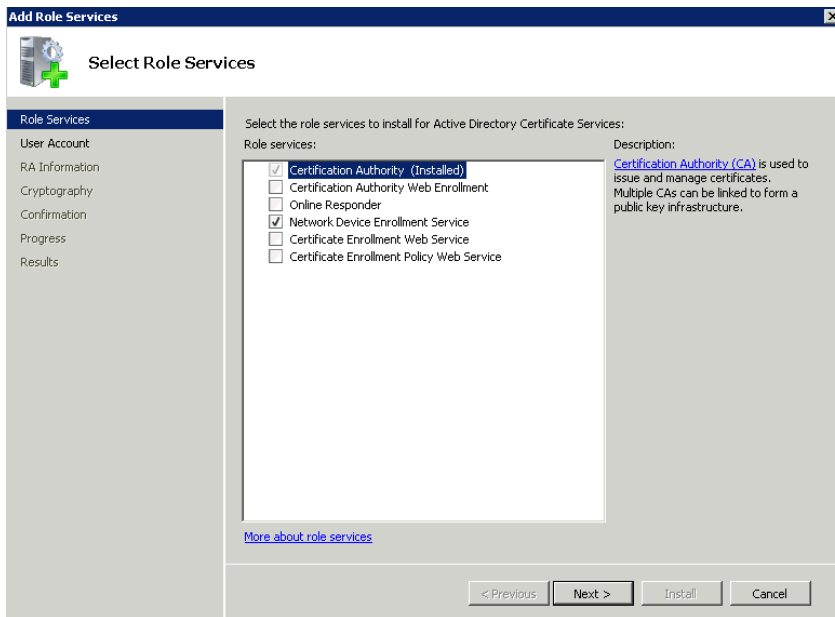 Add Role Services
Select Role Services
Role Services
User Account
RA Information
Cryptography
Confirmation
Progress
Results
Select the role services to install for Active Directory Certificate Services:
Role services:
Certification Authority (Installed)
Certification Authority Web Enrollment
Online Responder
Network Device Enrollment Service
Certificate Enrollment Web Service
Certificate Enrollment Policy Web Service
Description:
Certification Authority (CA) is used to
issue and manage certificates.
Multiple CAs can be linked to form a
public key infrastructure.
More about role services
< Previous
Next >
Install
Cancel